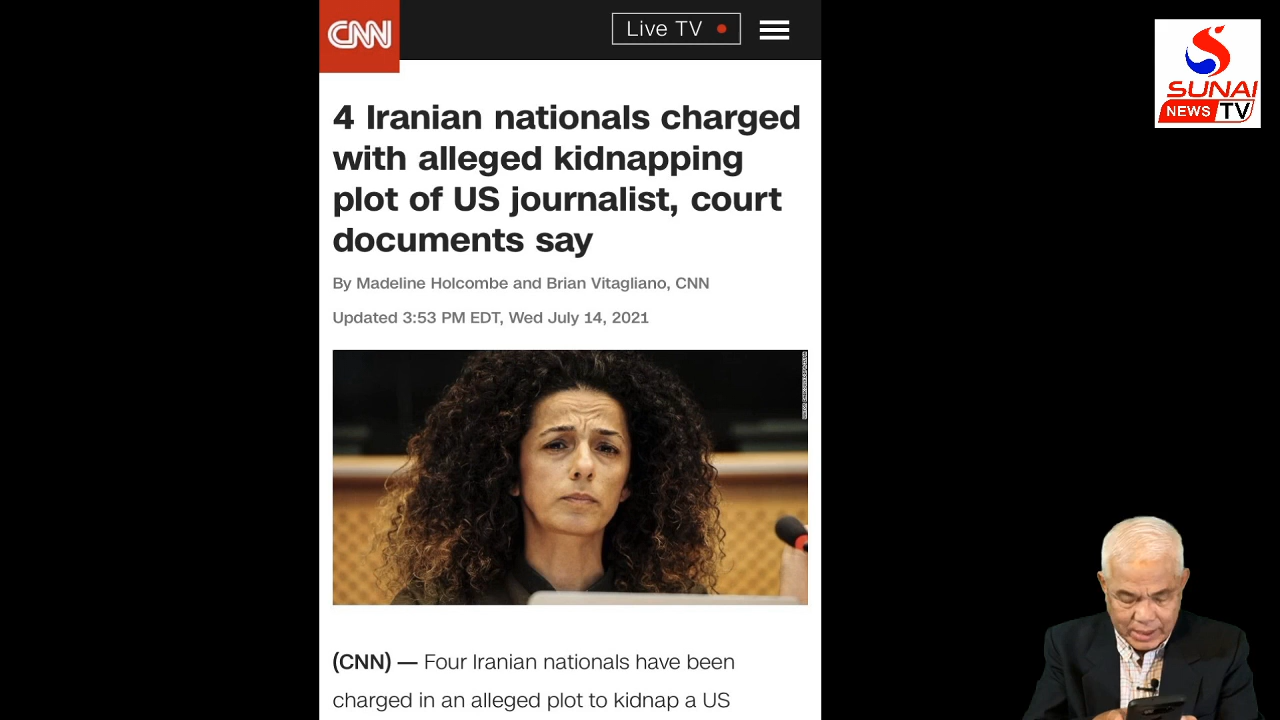 CNN
Live TV
4 Iranian nationals charged
with alleged kidnapping
plot of US journalist, court
documents say
By Madeline Holcombe and Brian Vitagliano, CNN
Updated 3:53 PM EDT, Wed July 14, 2021
(CNN) — Four Iranian nationals have been
charged in an alleged plot to kidnap a US
SUNAI
NEWS TV